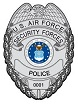 U.S. AIR FORCE
SECURITY FORCES
POLICE
0001